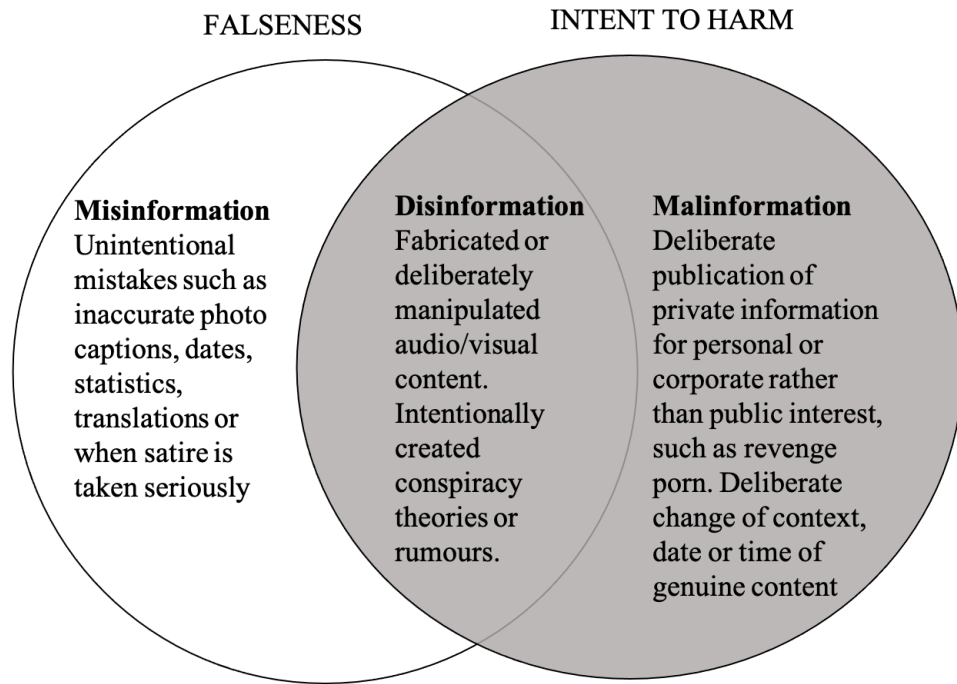 FALSENESS
INTENT TO HARM
Misinformation
Unintentional
mistakes such as
inaccurate photo
captions, dates,
statistics,
translations or
when satire is
taken seriously
Disinformation
Fabricated or
deliberately
manipulated
audio/visual
content.
Intentionally
created
conspiracy
theories or
rumours.
Malinformation
Deliberate
publication of
private information
for personal or
corporate rather
than public interest,
such as revenge
porn. Deliberate
change of context,
date or time of
genuine content